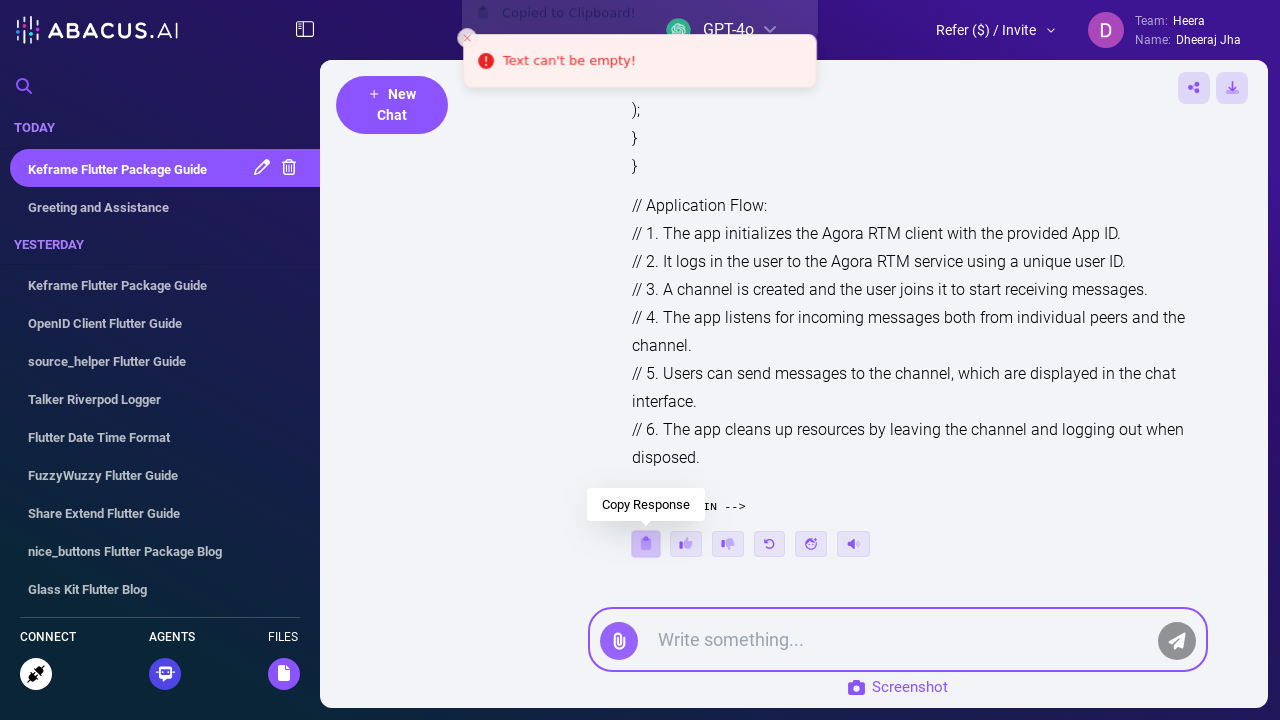 ABACUS.AI
Copied to Clipboard!
GPT-4o
Refer ($) / Invite
D
Team: Heera
Name: Dheeraj Jha
Text can't be empty!
New
Chat
TODAY
Keframe Flutter Package Guide
Greeting and Assistance
YESTERDAY
Keframe Flutter Package Guide
OpenID Client Flutter Guide
source_helper Flutter Guide
Talker Riverpod Logger
Flutter Date Time Format
FuzzyWuzzy Flutter Guide
Share Extend Flutter Guide
nice_buttons Flutter Package Blog
Glass Kit Flutter Blog
CONNECT
AGENTS
FILES
);
}
}
// Application Flow:
// 1. The app initializes the Agora RTM client with the provided App ID.
// 2. It logs in the user to the Agora RTM service using a unique user ID.
// 3. A channel is created and the user joins it to start receiving messages.
// 4. The app listens for incoming messages both from individual peers and the
channel.
// 5. Users can send messages to the channel, which are displayed in the chat
interface.
// 6. The app cleans up resources by leaving the channel and logging out when
disposed.
Copy Response
IN -->
Write something...
Screenshot